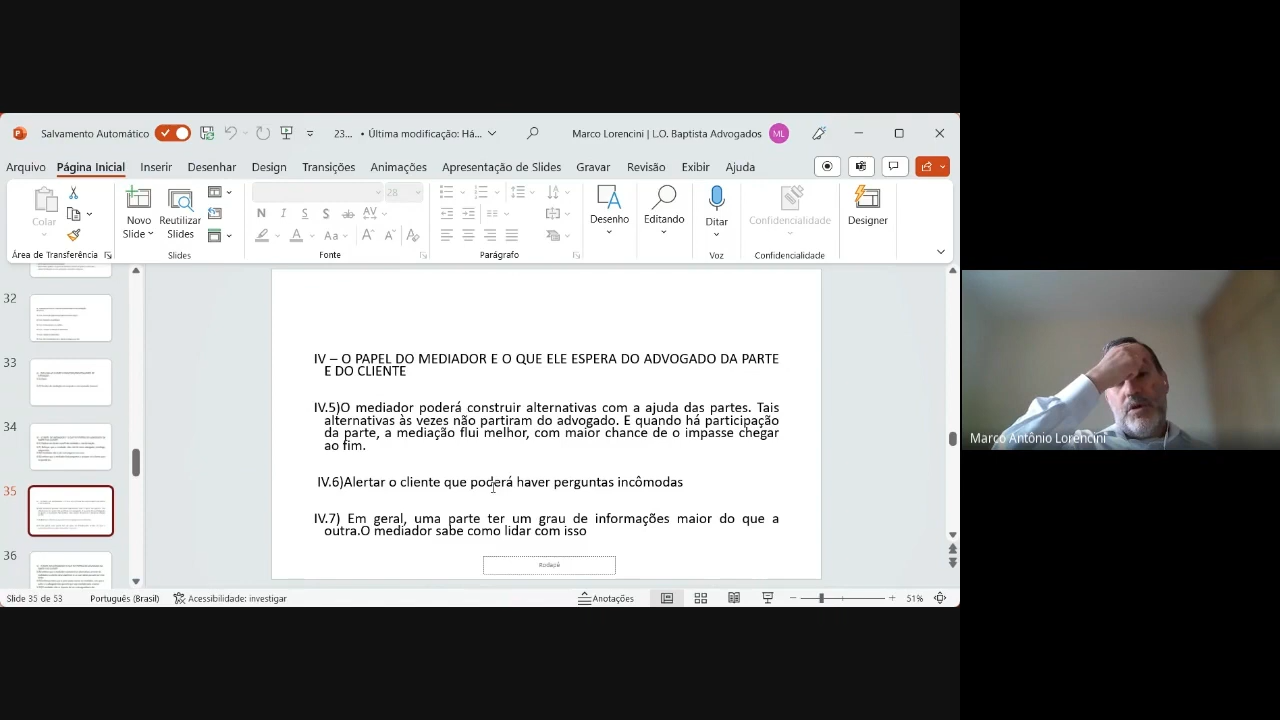 Salvamento Automático
23... • Última modificação: Há...
Marco Lorencini | L.O. Baptista Advogados
ML
Arquivo Página Inicial Inserir Desenhar Design Transições Animações Apresentação de Slides Gravar Revisão Exibir Ajuda
28
Colar
Novo Slide
Reutilizar Slides
N I S S ab AV
A Aa A A A
Desenho
Editando
Ditar
Confidencialidade
Designer
Área de Transferência
Slides
Fonte
Parágrafo
Voz
Confidencialidade
32
33
34
35
36
IV – O PAPEL DO MEDIADOR E O QUE ELE ESPERA DO ADVOGADO DA PARTE
E DO CLIENTE
IV.5)O mediador poderá construir alternativas com a ajuda das partes. Tais
alternativas às vezes não partiram do advogado. E quando há participação
da parte, a mediação flui melhor, com maior chance de o impasse chegar
ao fim.
IV.6)Alertar o cliente que poderá haver perguntas incômodas
IV.7) Em geral, uma parte ter um grau de informações maior do que a
outra.O mediador sabe como lidar com isso
Rodapé
Slide 35 de 53
Português (Brasil)
Acessibilidade: investigar
Anotações
51%
Marco Antônio Lorencini